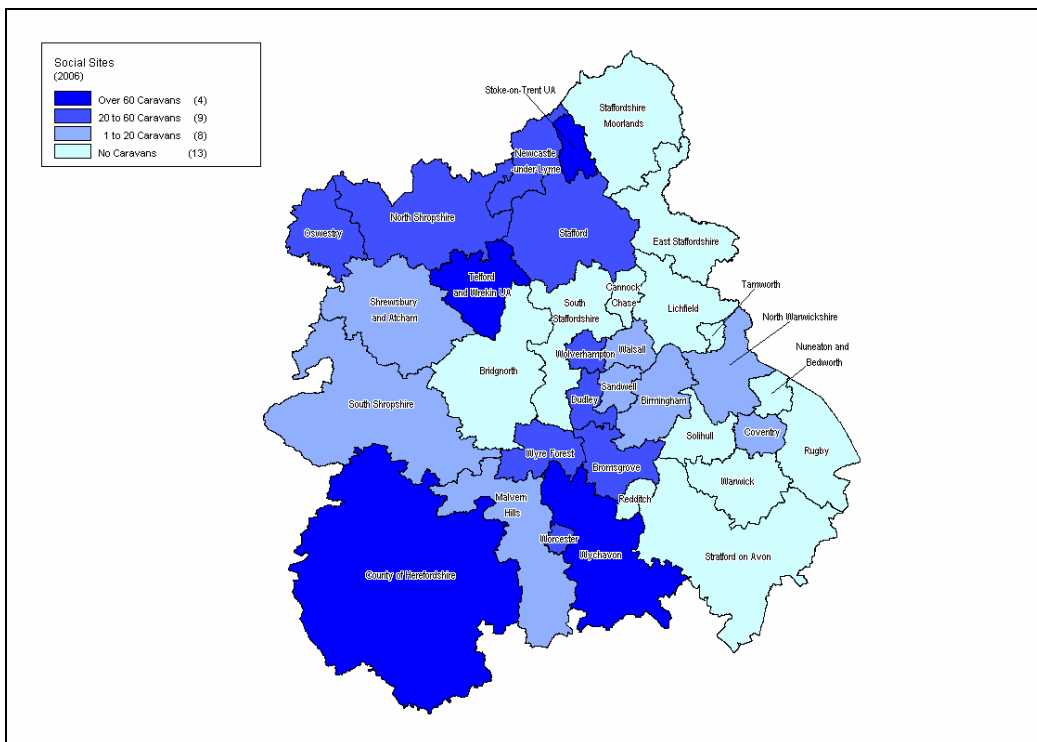 Social Sites
(2006)
Over 60 Caravans (4)
20 to 60 Caravans (9)
1 to 20 Caravans (8)
No Caravans (13)
Stoke-on-Trent UA
Staffordshire
Moorlands
Newcastle
-under-Lyme
North Shropshire
Oswestry
Stafford
East Staffordshire
Telford
and Wrekin UA
Cannock
Chase
Tamworth
South
Staffordshire
Lichfield
Shrewsbury
and Atcham
North Warwickshire
Nuneaton and
Bedworth
Wolverhampton
Walsall
Bridgnorth
Sandwell
Dudley
Birmingham
South Shropshire
Coventry
Solihull
Rugby
Wyre Forest
Bromsgrove
Warwick
Malvern
Hills
Redditch
Worcester
Wychavon
Stratford on Avon
County of Herefordshire